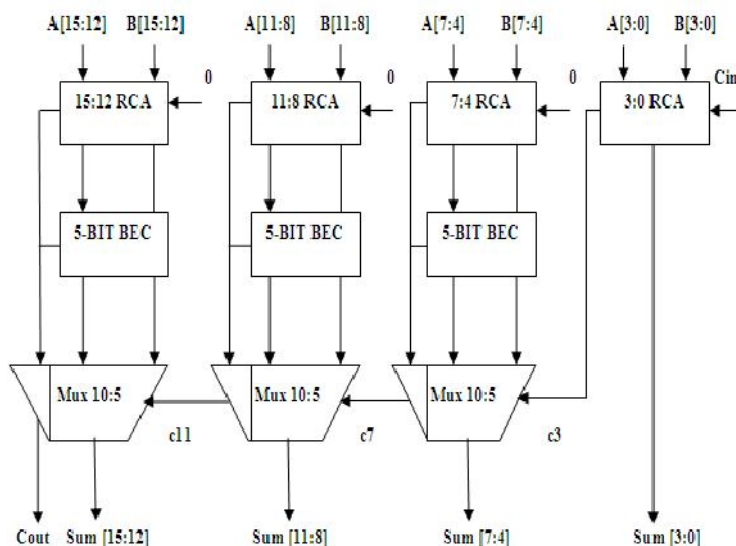 A[15:12] B[15:12] A[11:8] B[11:8] A[7:4] B[7:4] A[3:0] B[3:0]
0 0 0 Cin
15:12 RCA 11:8 RCA 7:4 RCA 3:0 RCA
5-BIT BEC 5-BIT BEC 5-BIT BEC
Mux 10:5 Mux 10:5 Mux 10:5
c11 c7 c3
Cout Sum [15:12] Sum [11:8] Sum [7:4] Sum [3:0]